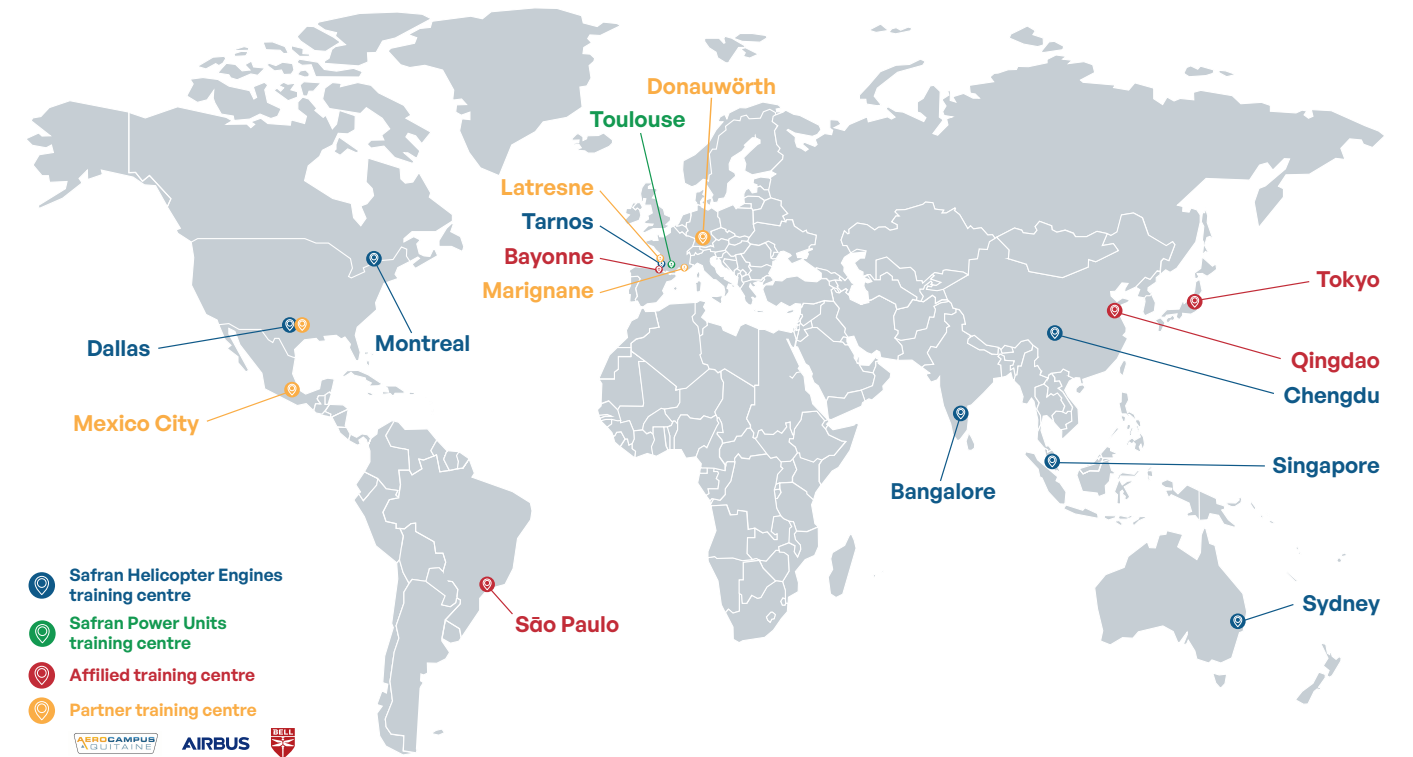 Donauwörth
Toulouse
Latresne
Tarnos
Bayonne
Marignane
Tokyo
Dallas
Montreal
Qingdao
Chengdu
Mexico City
Singapore
Bangalore
São Paulo
Sydney
Safran Helicopter Engines
training centre
Safran Power Units
training centre
Affilied training centre
Partner training centre
AEROCAMPUS
AQUITAINE
AIRBUS
BELL